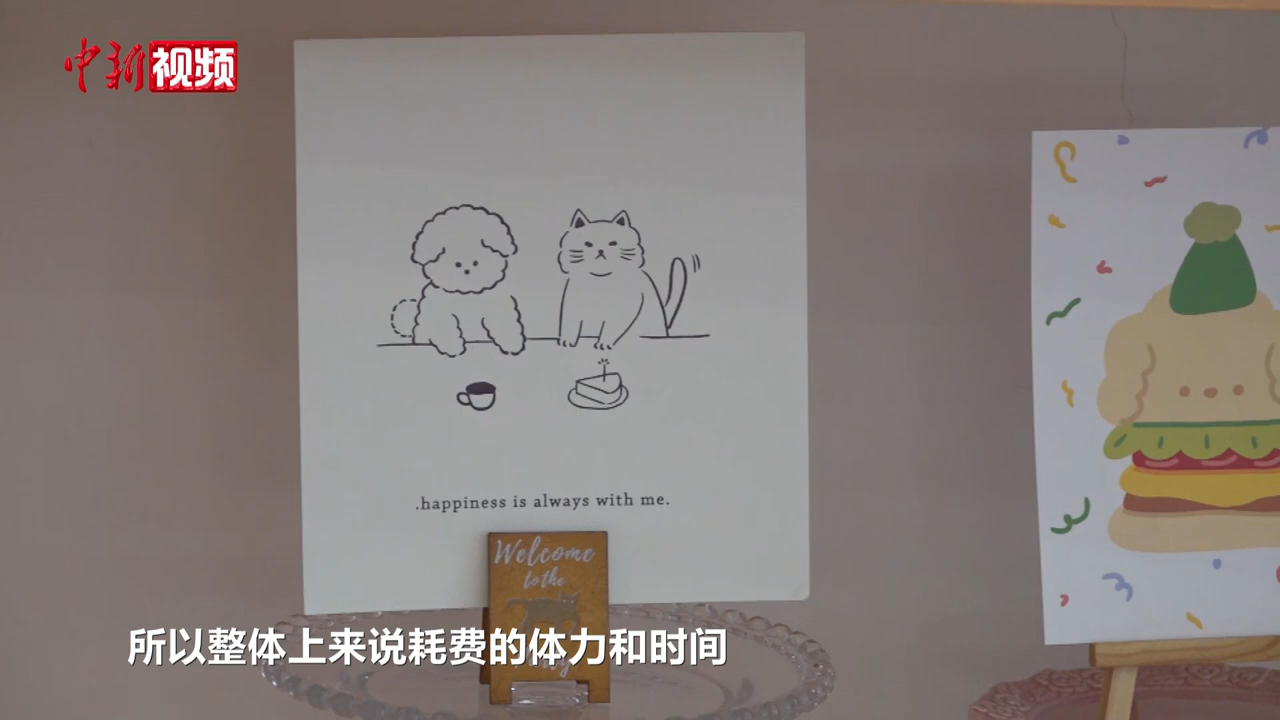 中新视频
.happiness is always with me.
Welcome
to the
所以整体上来说耗费的体力和时间